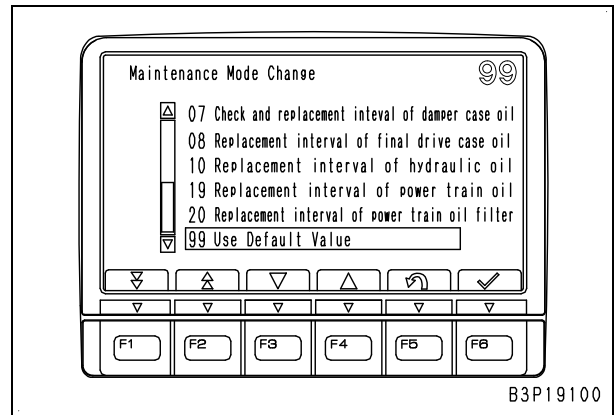 Maintenance Mode Change 99
07 Check and replacement inteval of damper case oil
08 Replacement interval of final drive case oil
10 Replacement interval of hydraulic oil
19 Replacement interval of power train oil
20 Replacement interval of power train oil filter
99 Use Default Value
F1 F2 F3 F4 F5 F6
B3P19100